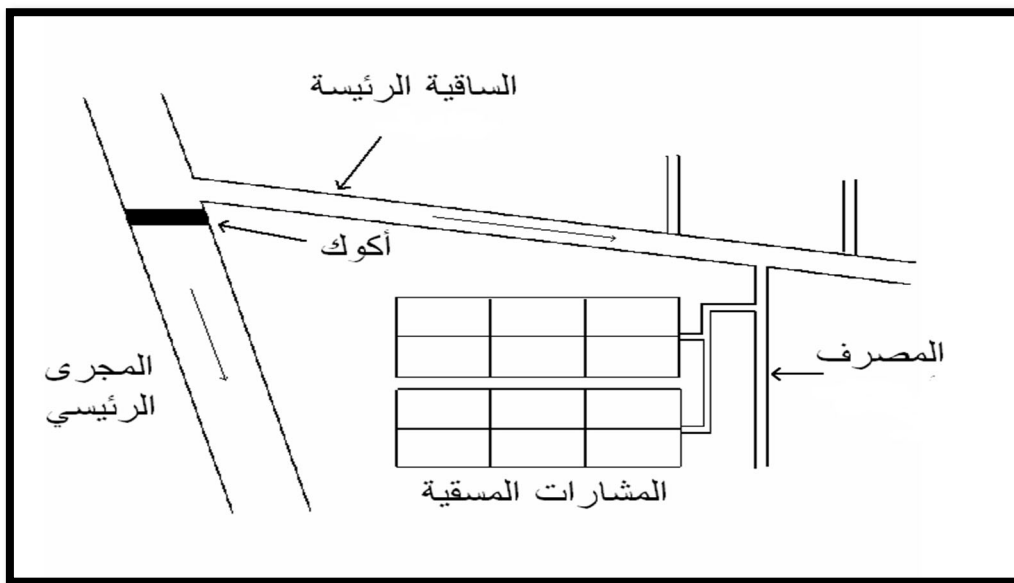 الساقية الرئيسة
أكوك
المجرى
الرئيسي
المصرف
المشارات المسقية